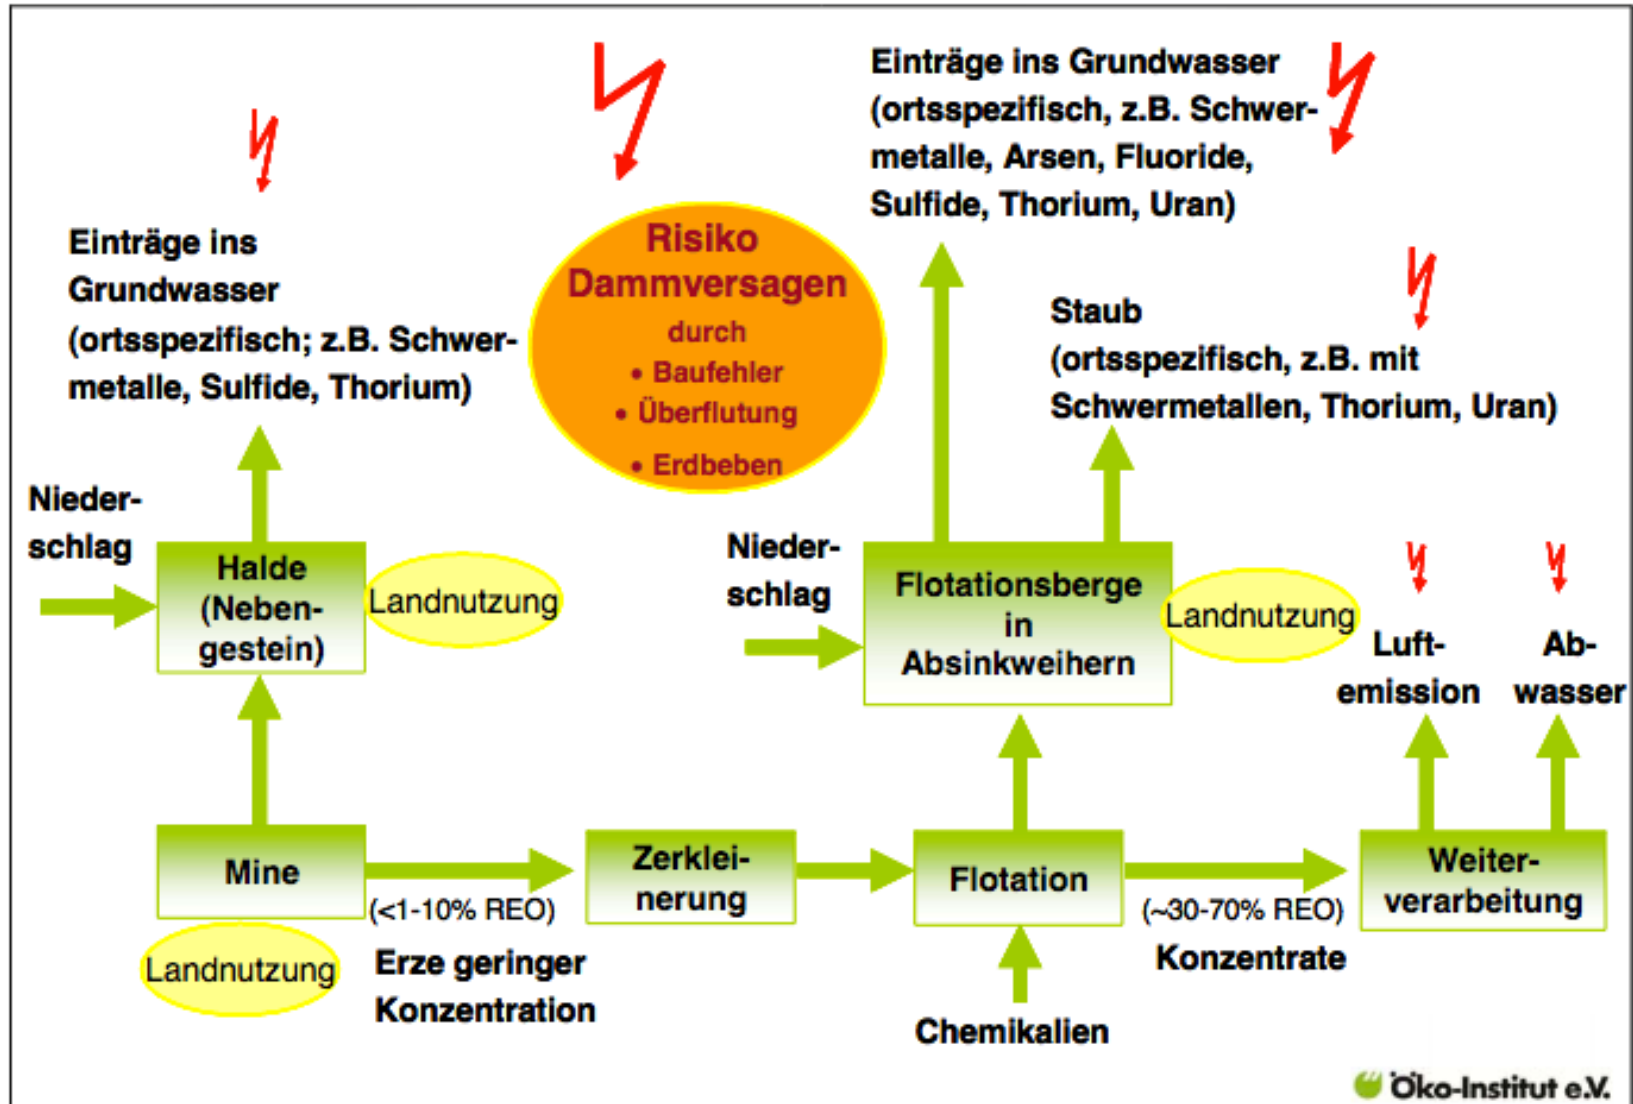 Einträge ins Grundwasser
(ortsspezifisch, z.B. Schwer-
metalle, Arsen, Fluoride,
Sulfide, Thorium, Uran)
Einträge ins
Grundwasser
(ortsspezifisch; z.B. Schwer-
metalle, Sulfide, Thorium)
Risiko
Dammversagen
durch
• Baufehler
• Überflutung
• Erdbeben
Staub
(ortsspezifisch, z.B. mit
Schwermetallen, Thorium, Uran)
Nieder-
schlag
Halde
(Neben-
gestein)
Landnutzung
Nieder-
schlag
Flotationsberge
in
Absinkweihern
Landnutzung
Luft-
emission
Ab-
wasser
Mine
Landnutzung
(<1-10% REO)
Erze geringer
Konzentration
Zerklei-
nerung
Flotation
Chemikalien
(~30-70% REO)
Konzentrate
Weiter-
verarbeitung
Öko-Institut e.V.